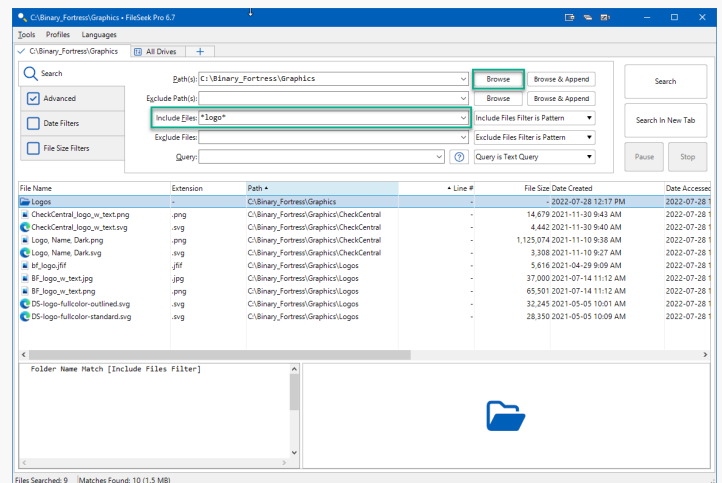 C:\Binary_Fortress\Graphics • FileSeek Pro 6.7
Tools Profiles Languages
C:\Binary_Fortress\Graphics All Drives +
Search
Advanced
Date Filters
File Size Filters
Path(s): C:\Binary_Fortress\Graphics Browse Browse & Append
Exclude Path(s): Browse Browse & Append
Include Files: *logo* Include Files Filter is Pattern
Exclude Files: Exclude Files Filter is Pattern
Query: ? Query is Text Query
Search
Search In New Tab
Pause Stop
File Name Extension Path Line # File Size Date Created Date Accessed
Logos - C:\Binary_Fortress\Graphics - - 2022-07-28 12:17 PM 2022-07-28 1
CheckCentral_logo_w_text.png .png C:\Binary_Fortress\Graphics\CheckCentral - 14,679 2021-11-30 9:43 AM 2022-07-28 1
CheckCentral_logo_w_text.svg .svg C:\Binary_Fortress\Graphics\CheckCentral - 4,442 2021-11-30 9:40 AM 2022-07-28 1
Logo, Name, Dark.png .png C:\Binary_Fortress\Graphics\CheckCentral - 1,125,074 2021-11-10 9:38 AM 2022-07-28 1
Logo, Name, Dark.svg .svg C:\Binary_Fortress\Graphics\CheckCentral - 3,308 2021-11-10 9:27 AM 2022-07-28 1
bf_logo.jfif .jfif C:\Binary_Fortress\Graphics\Logos - 5,616 2021-04-29 9:09 AM 2022-07-28 1
BF_logo_w_text.jpg .jpg C:\Binary_Fortress\Graphics\Logos - 37,000 2021-07-14 11:12 AM 2022-07-28 1
BF_logo_w_text.png .png C:\Binary_Fortress\Graphics\Logos - 65,501 2021-07-14 11:12 AM 2022-07-28 1
DS-logo-fullcolor-outlined.svg .svg C:\Binary_Fortress\Graphics\Logos - 32,245 2021-05-05 10:01 AM 2022-07-28 1
DS-logo-fullcolor-standard.svg .svg C:\Binary_Fortress\Graphics\Logos - 28,350 2021-05-05 10:09 AM 2022-07-28 1
Folder Name Match [Include Files Filter]
Files Searched: 9 Matches Found: 10 (1.5 MB)